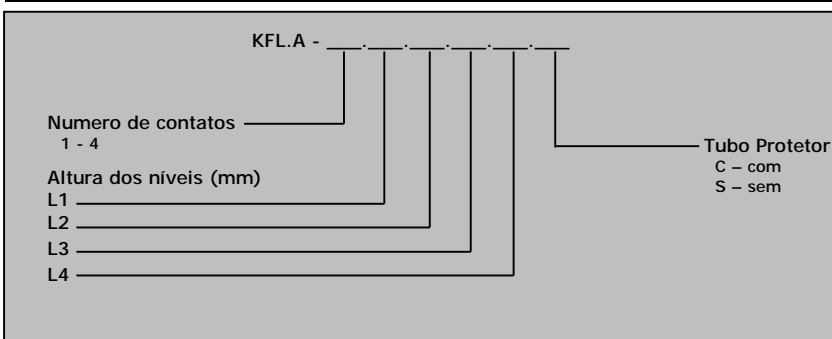 KFL.A - ___.___.___.___.___.___
Numero de contatos
1 - 4
Tubo Protetor
C – com
S – sem
Altura dos níveis (mm)
L1
L2
L3
L4